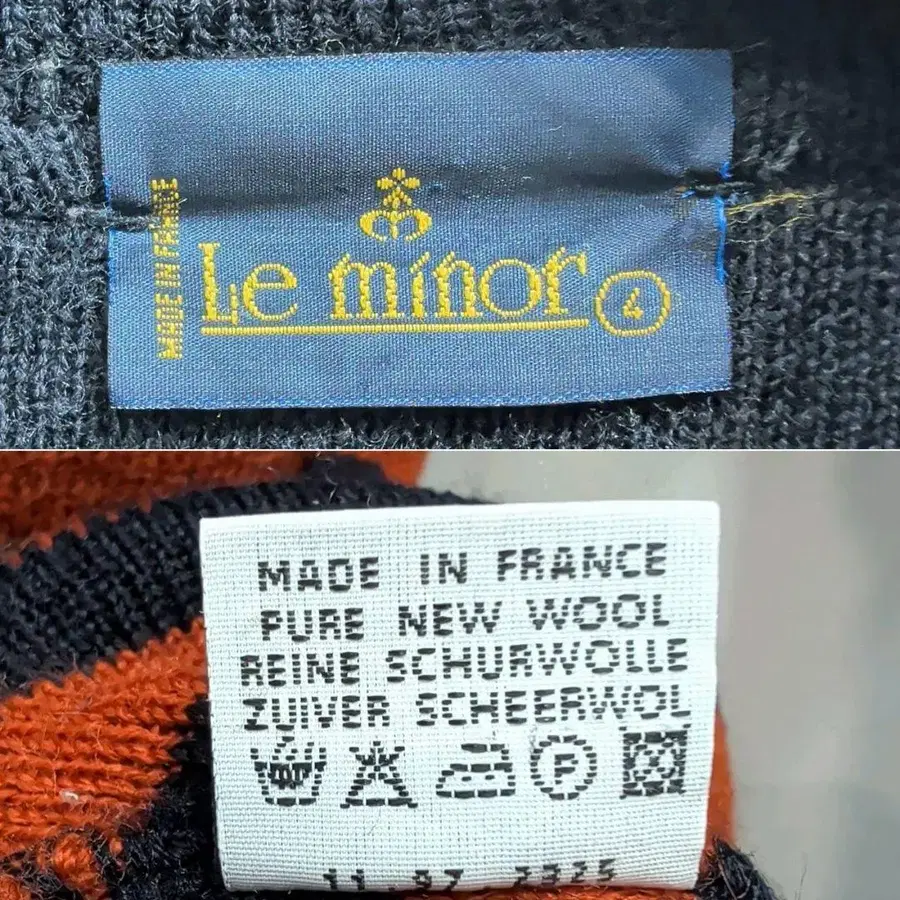 MADE IN FRANCE
Le minor 4
MADE IN FRANCE
PURE NEW WOOL
REINE SCHURWOLLE
ZUIVER SCHEERWOL
P